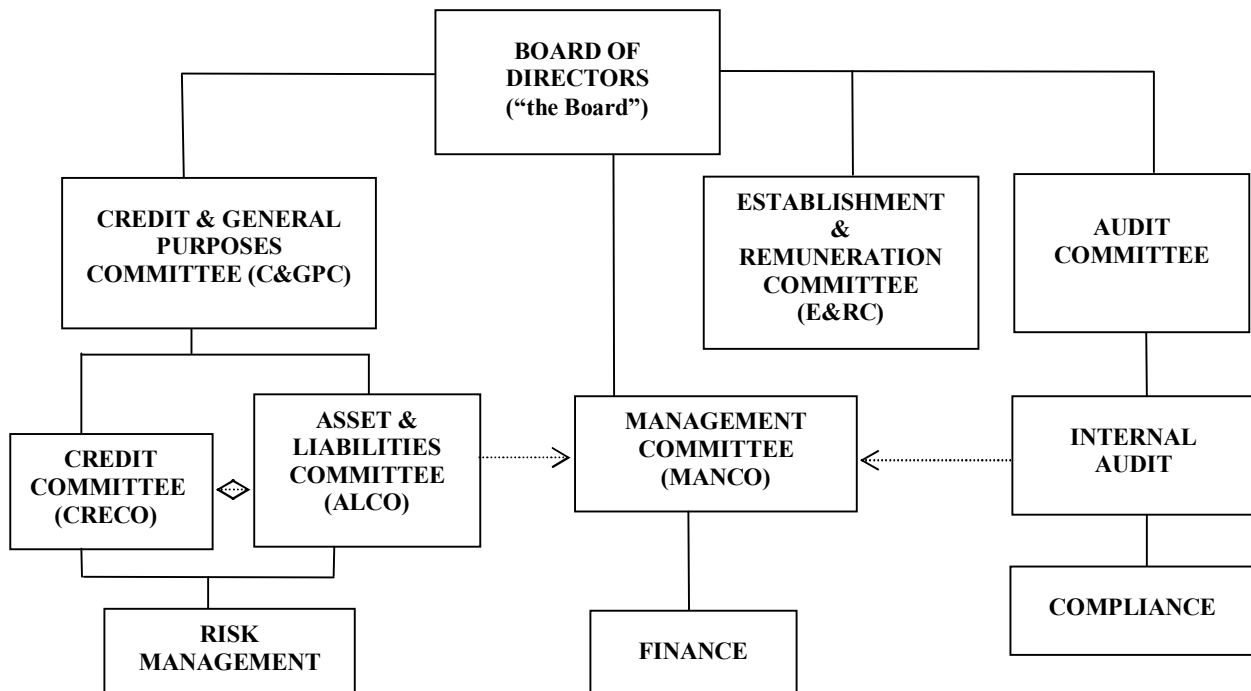 BOARD OF
DIRECTORS
(“the Board”)
CREDIT & GENERAL
PURPOSES
COMMITTEE (C&GPC)
ESTABLISHMENT
&
REMUNERATION
COMMITTEE
(E&RC)
AUDIT
COMMITTEE
CREDIT
COMMITTEE
(CRECO)
ASSET &
LIABILITIES
COMMITTEE
(ALCO)
MANAGEMENT
COMMITTEE
(MANCO)
INTERNAL
AUDIT
RISK
MANAGEMENT
FINANCE
COMPLIANCE